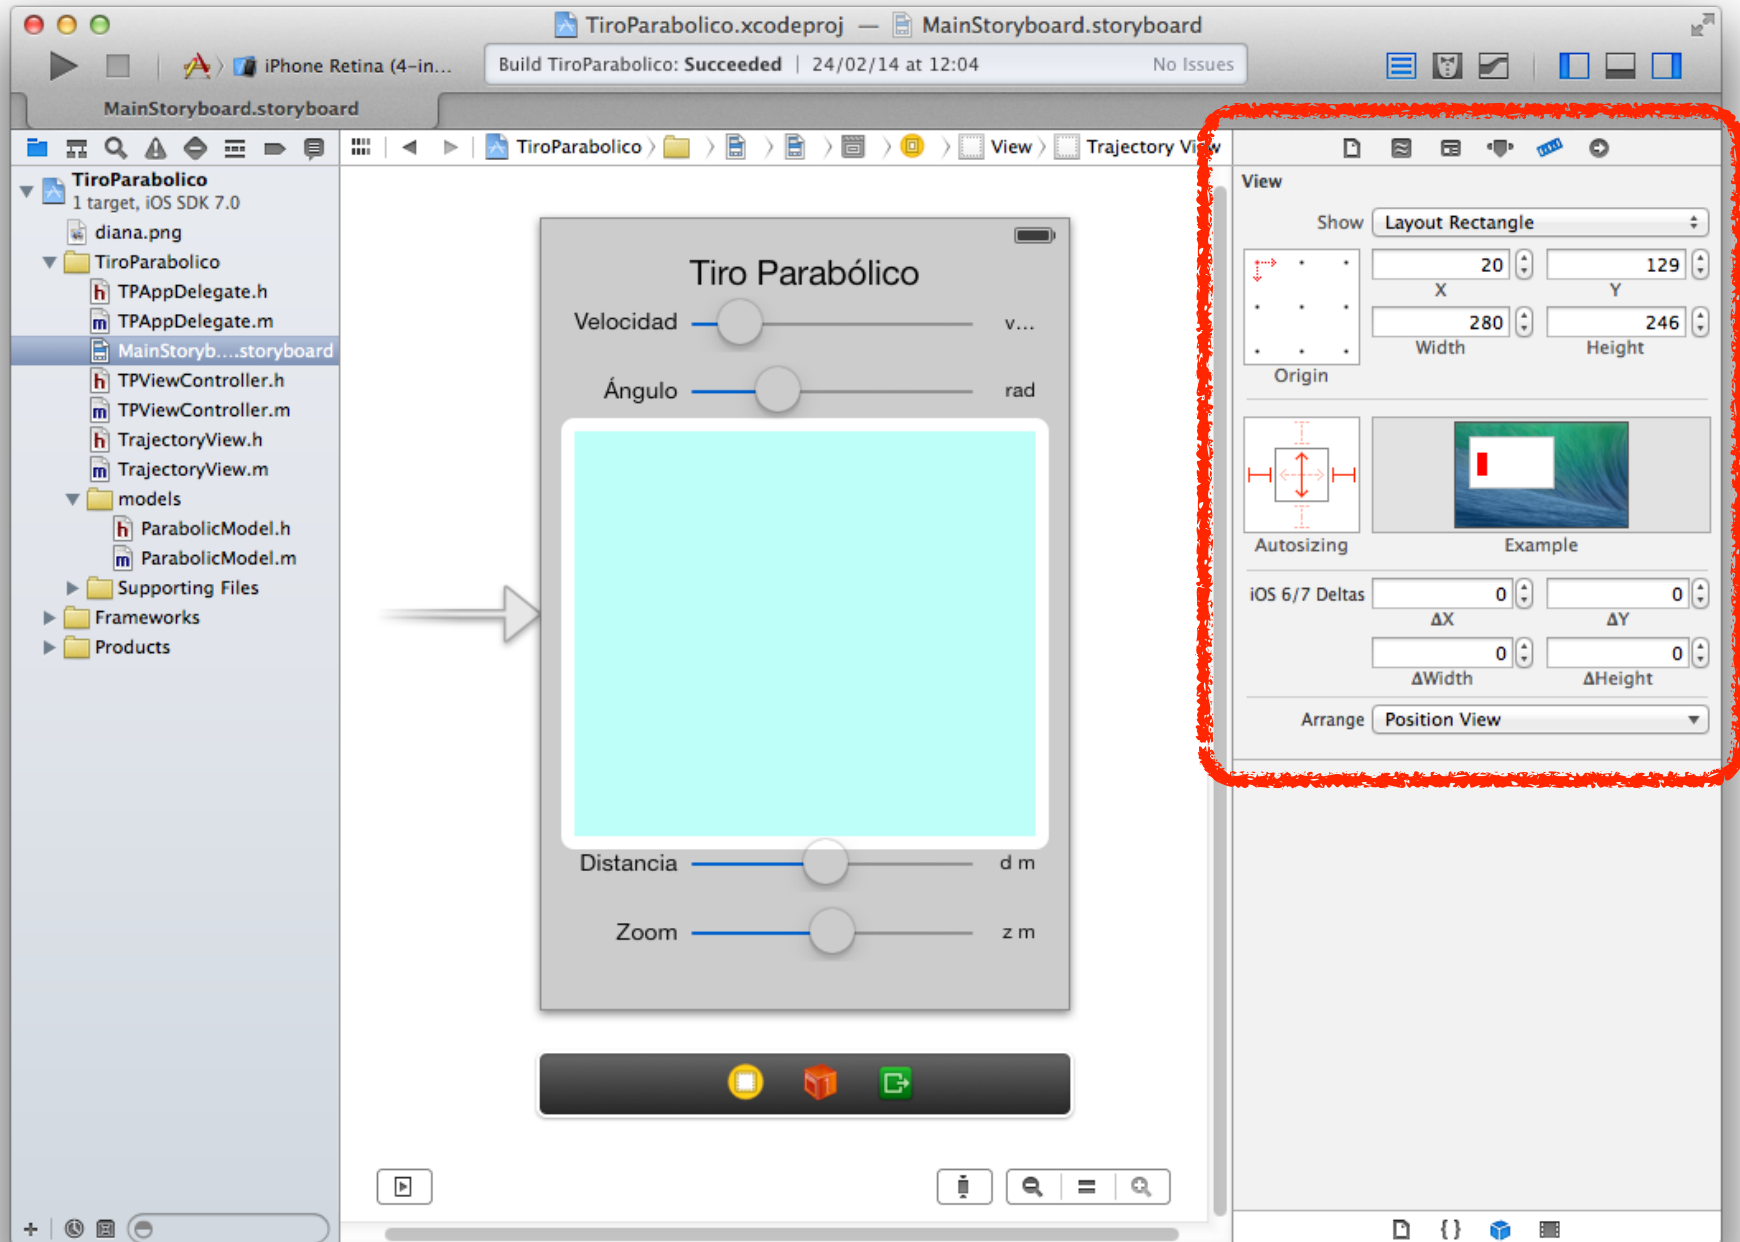 TiroParabolico.xcodeproj — MainStoryboard.storyboard
iPhone Retina (4-in...
Build TiroParabolico: Succeeded | 24/02/14 at 12:04
No Issues
MainStoryboard.storyboard
TiroParabolico
View
Trajectory View
TiroParabolico
1 target, iOS SDK 7.0
diana.png
TiroParabolico
TPAppDelegate.h
TPAppDelegate.m
MainStoryb....storyboard
TPViewController.h
TPViewController.m
TrajectoryView.h
TrajectoryView.m
models
ParabolicModel.h
ParabolicModel.m
Supporting Files
Frameworks
Products
Tiro Parabólico
Velocidad
v...
Ángulo
rad
Distancia
d m
Zoom
z m
View
Show Layout Rectangle
20 129
X Y
280 246
Width Height
Origin
Autosizing Example
iOS 6/7 Deltas 0 0
ΔX ΔY
0 0
ΔWidth ΔHeight
Arrange Position View